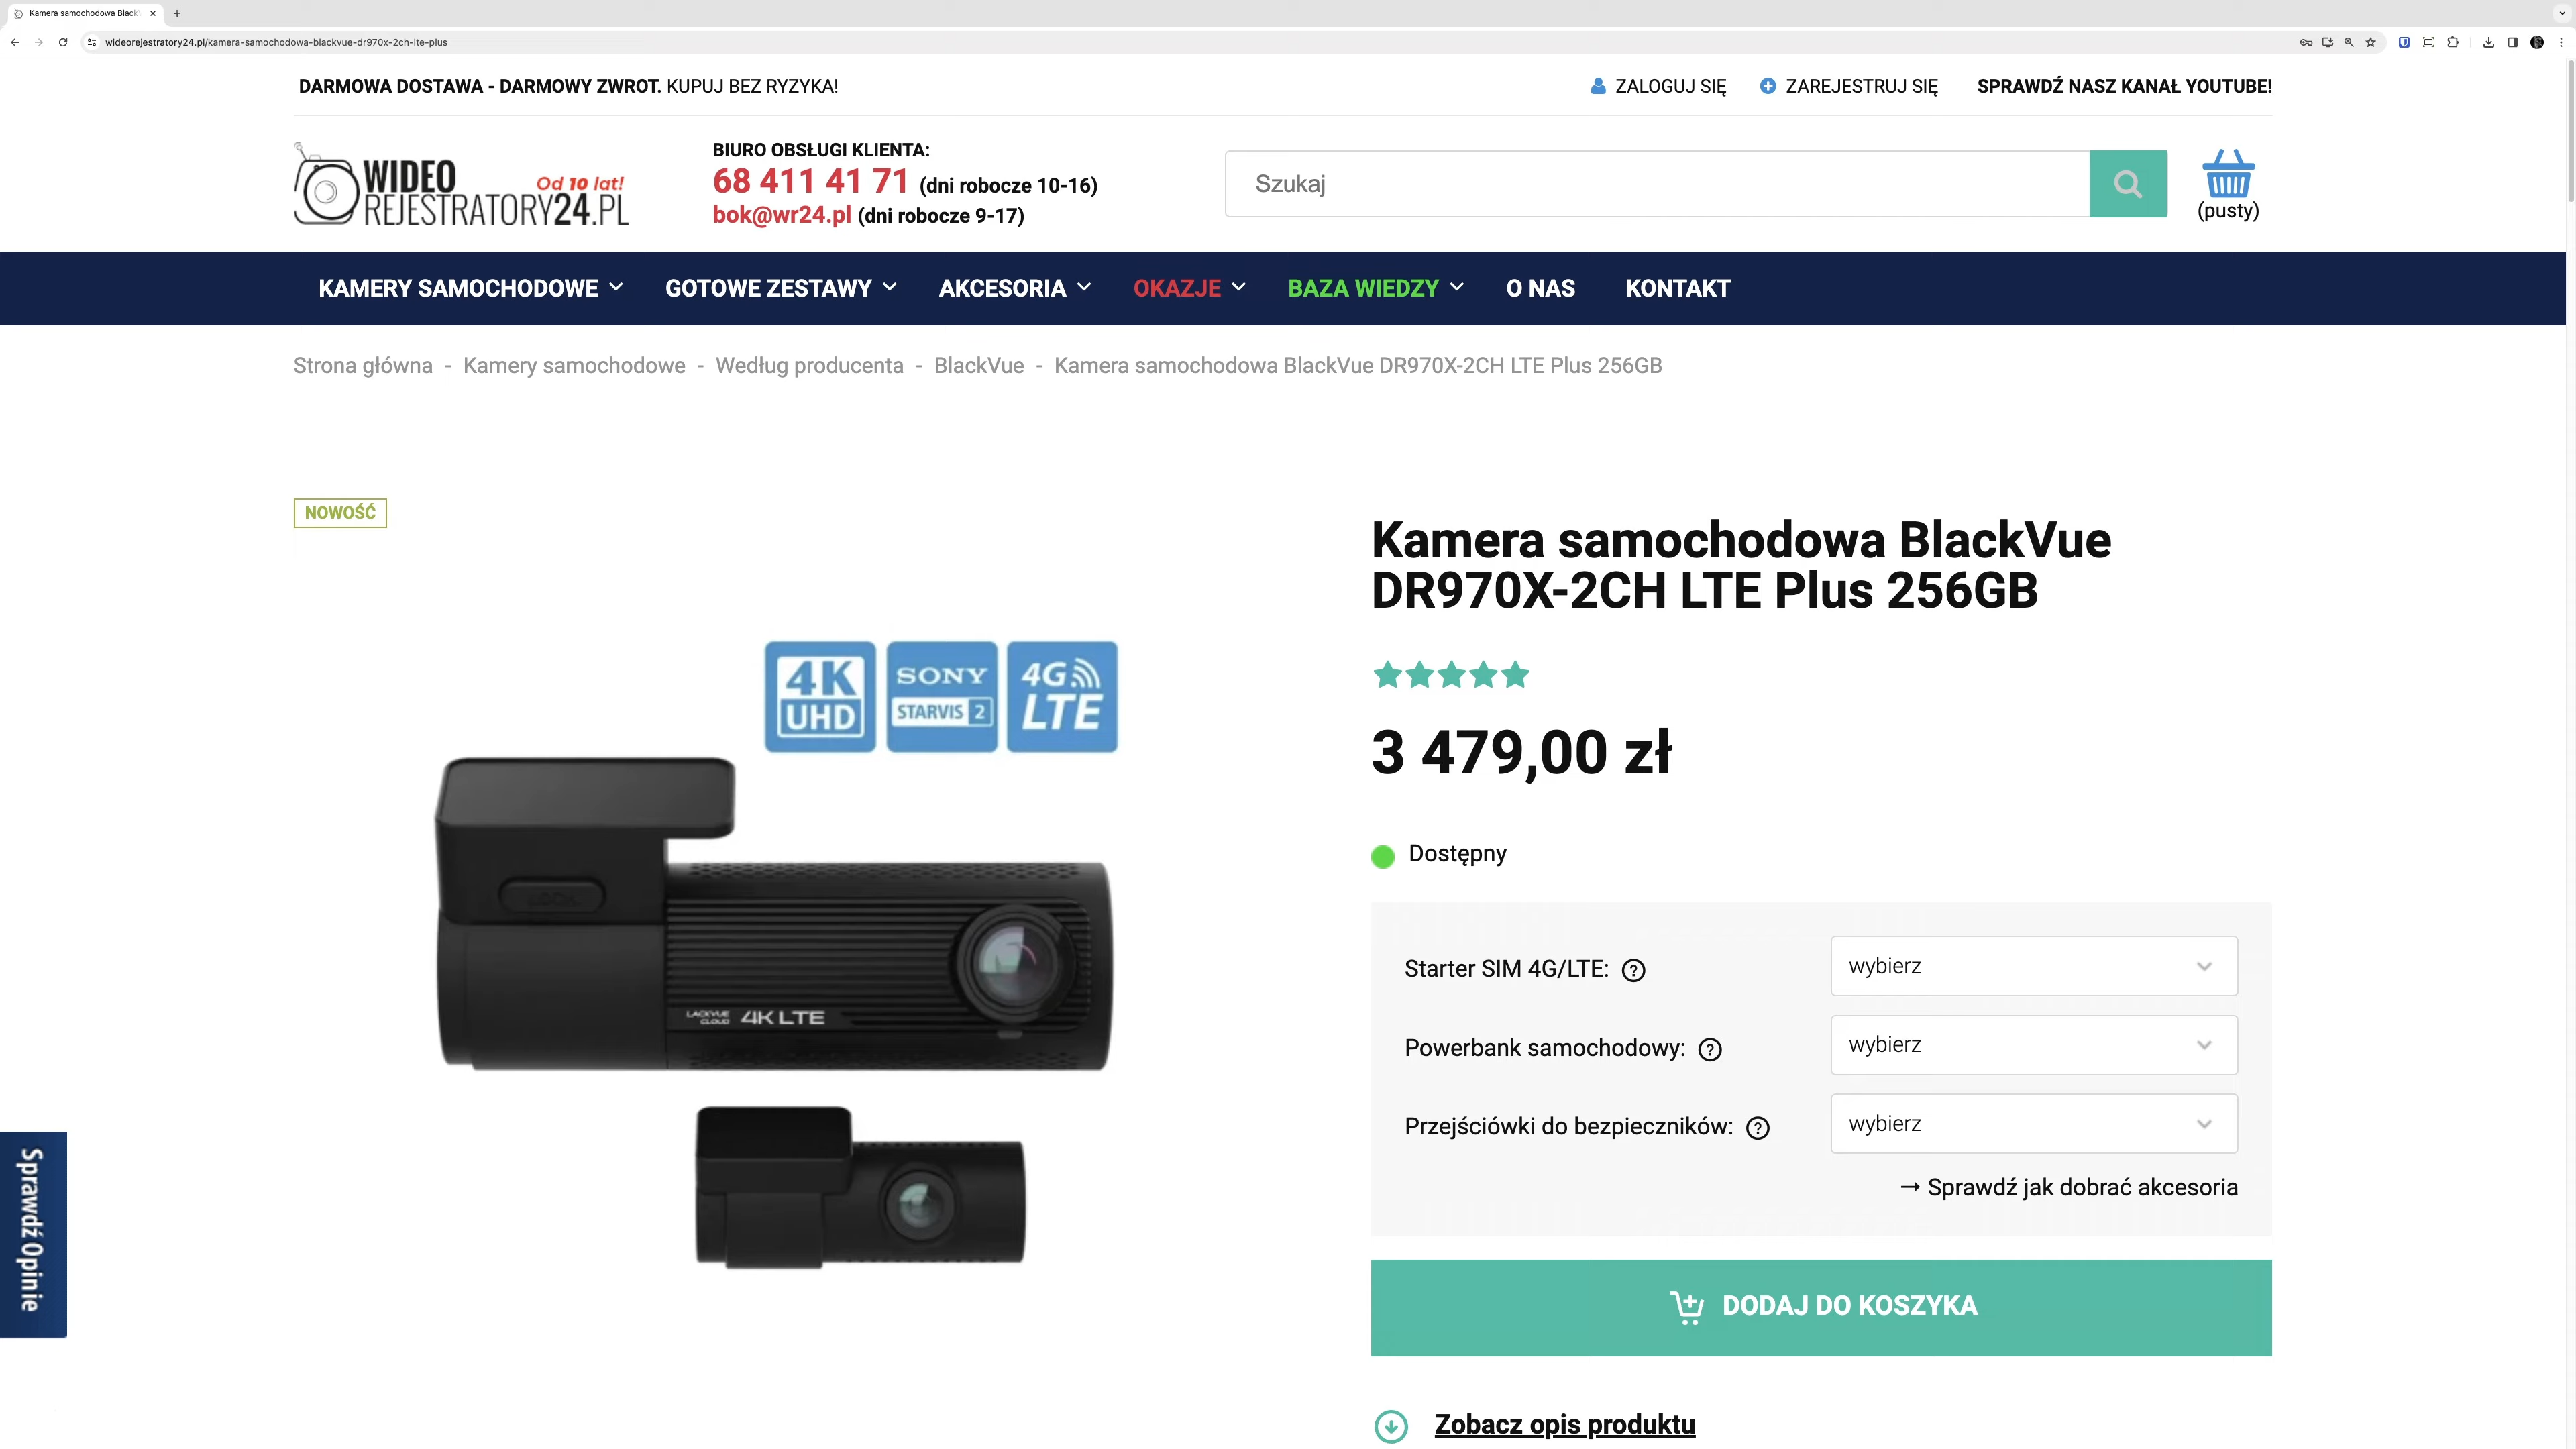 Kamera samochodowa Black
wideorejestratory24.pl/kamera-samochodowa-blackvue-dr970x-2ch-lte-plus
DARMOWA DOSTAWA - DARMOWY ZWROT. KUPUJ BEZ RYZYKA!
ZALOGUJ SIĘ
ZAREJESTRUJ SIĘ
SPRAWDŹ NASZ KANAŁ YOUTUBE!
WIDEO
Od 10 lat!
REJESTRATORY24.PL
BIURO OBSŁUGI KLIENTA:
68 411 41 71 (dni robocze 10-16)
bok@wr24.pl (dni robocze 9-17)
Szukaj
(pusty)
KAMERY SAMOCHODOWE
GOTOWE ZESTAWY
AKCESORIA
OKAZJE
BAZA WIEDZY
O NAS
KONTAKT
Strona główna - Kamery samochodowe - Według producenta - BlackVue - Kamera samochodowa BlackVue DR970X-2CH LTE Plus 256GB
NOWOŚĆ
4K
UHD
SONY
STARVIS 2
4G
LTE
LOCK
LACKVUE
CLOUD
4K LTE
Kamera samochodowa BlackVue
DR970X-2CH LTE Plus 256GB
3 479,00 zł
Dostępny
Starter SIM 4G/LTE: ?
wybierz
Powerbank samochodowy: ?
wybierz
Przejściówki do bezpieczników: ?
wybierz
→ Sprawdź jak dobrać akcesoria
DODAJ DO KOSZYKA
Zobacz opis produktu
Sprawdź Opinie